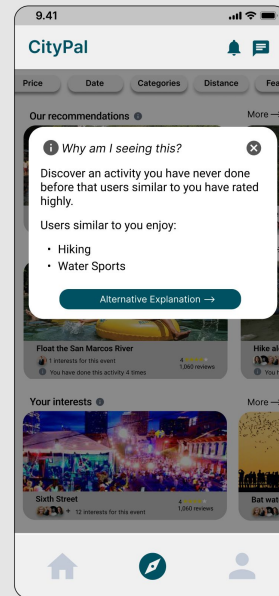 9.41
CityPal
Price Date Categories Distance Fea
Our recommendations More →
Why am I seeing this?
Discover an activity you have never done
before that users similar to you have rated
highly.
Users similar to you enjoy:
• Hiking
• Water Sports
Alternative Explanation →
Float the San Marcos River
1 interests for this event
4
1,060 reviews
You have done this activity 4 times
Hike al
You h
Your interests More →
Sixth Street
12 interests for this event
4
1,060 reviews
Bat wat